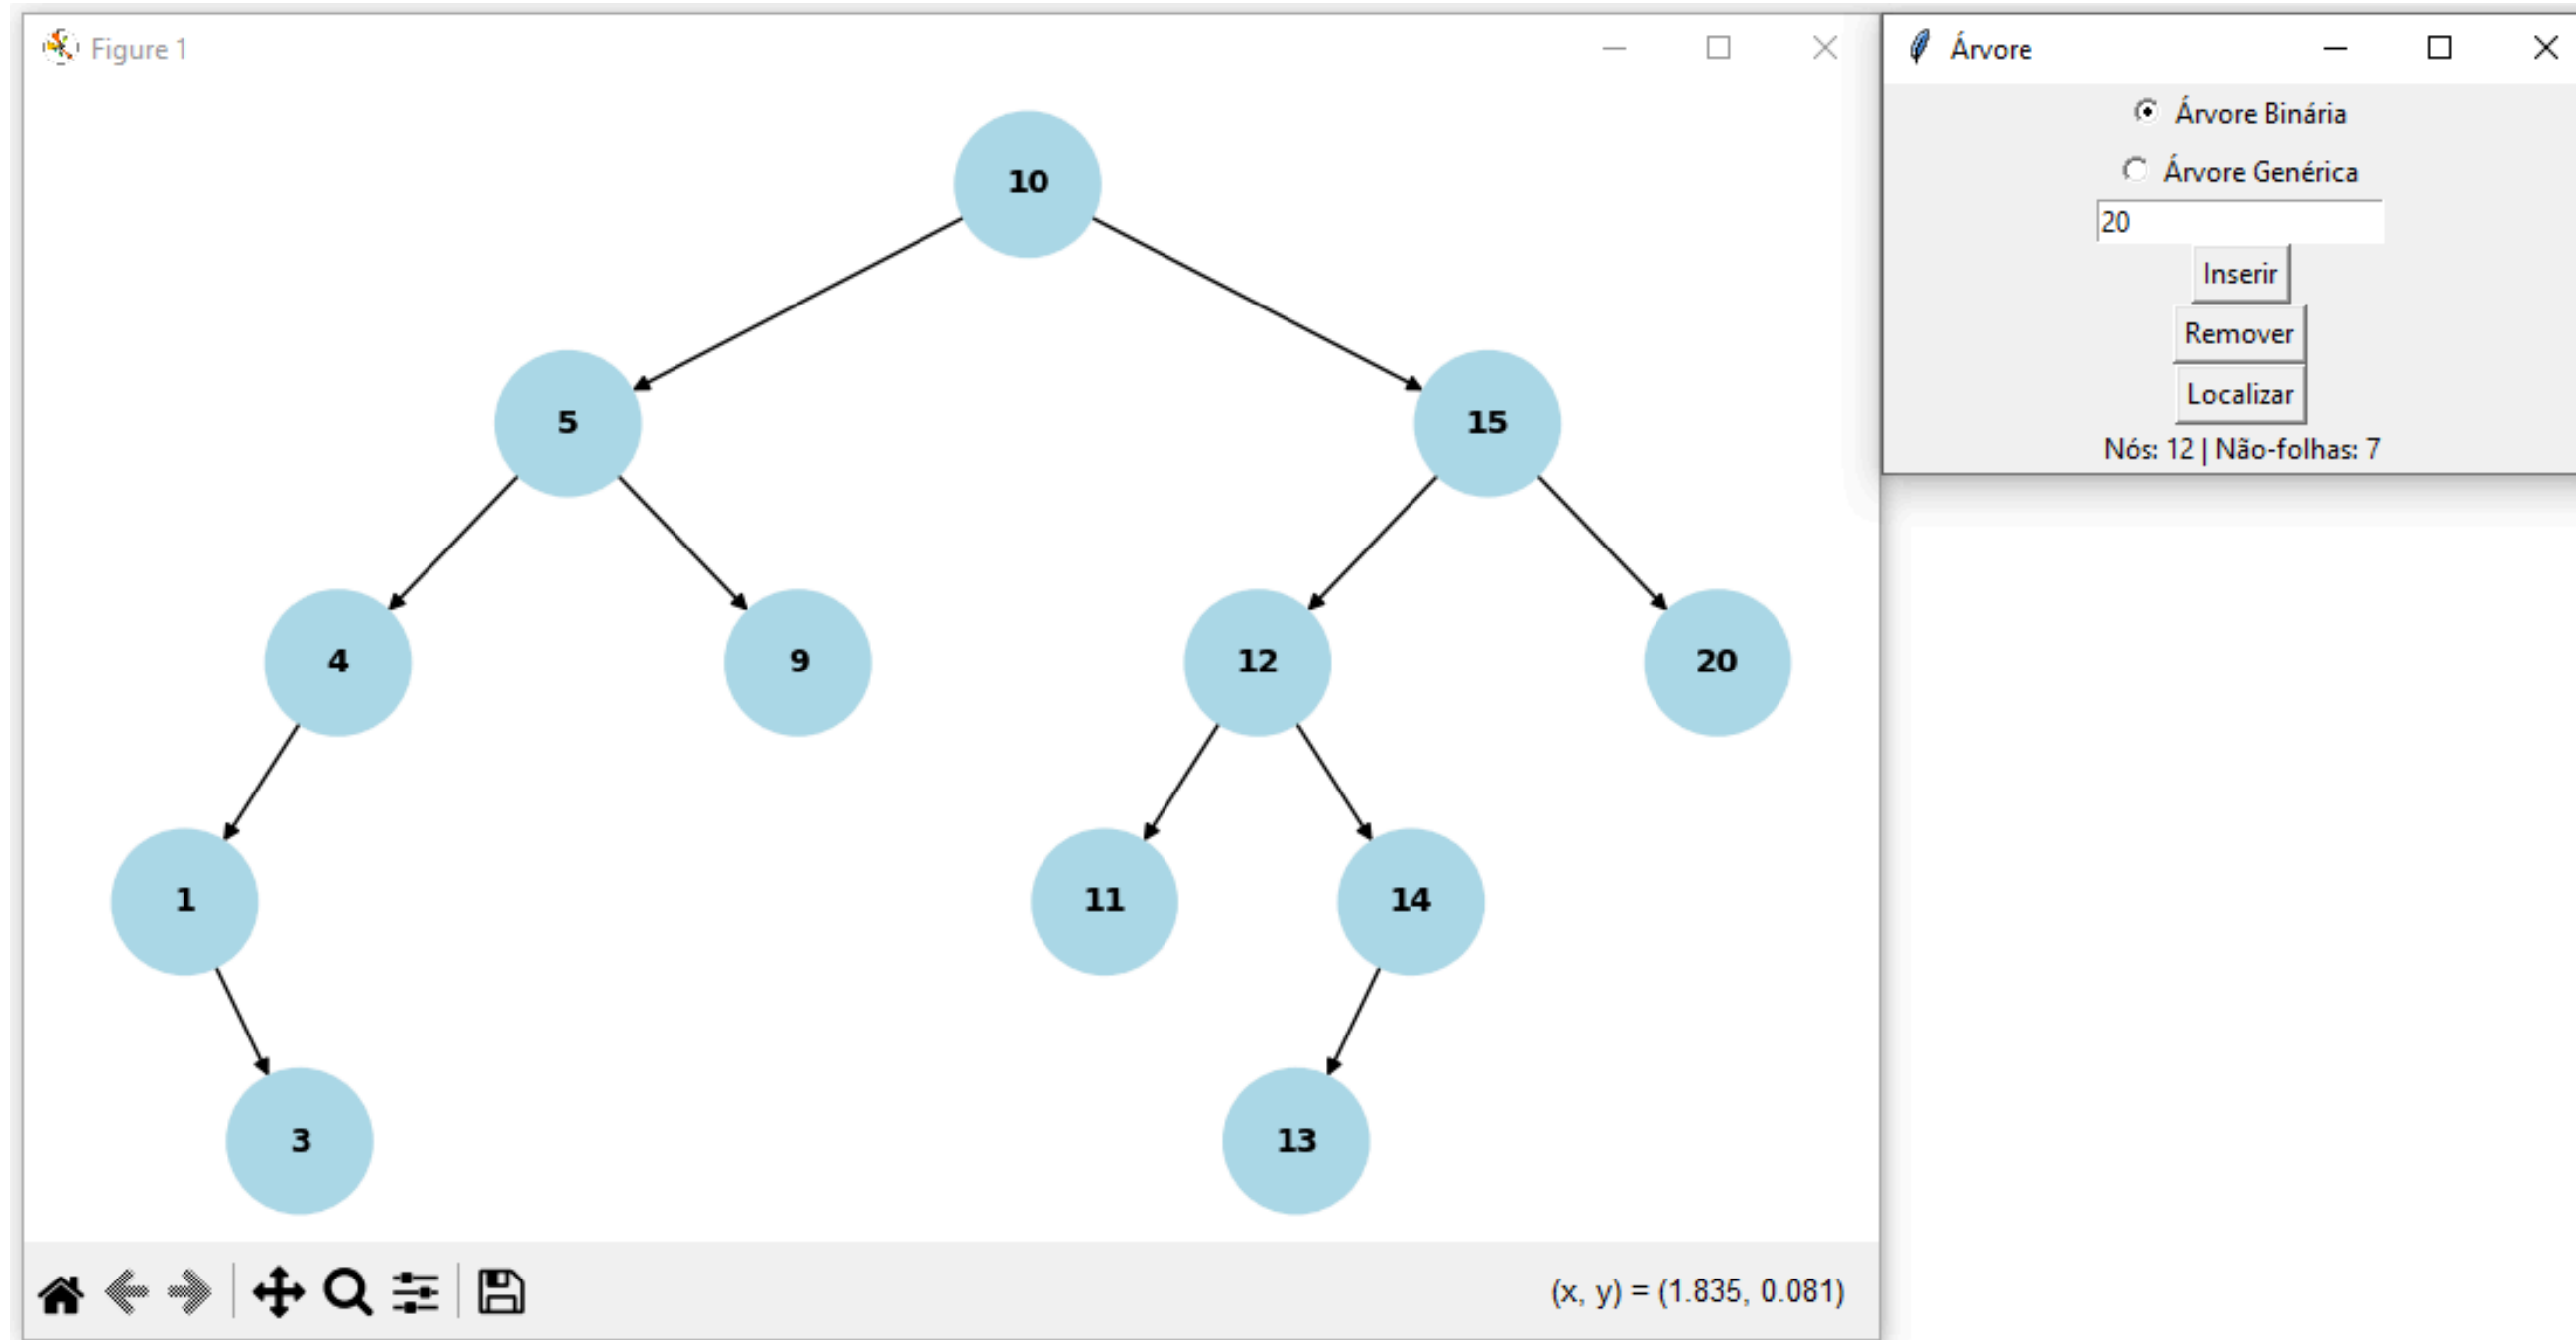 Figure 1
10
5
15
4
9
12
20
1
11
14
3
13
(x, y) = (1.835, 0.081)
Árvore
Árvore Binária
Árvore Genérica
20
Inserir
Remover
Localizar
Nós: 12 | Não-folhas: 7